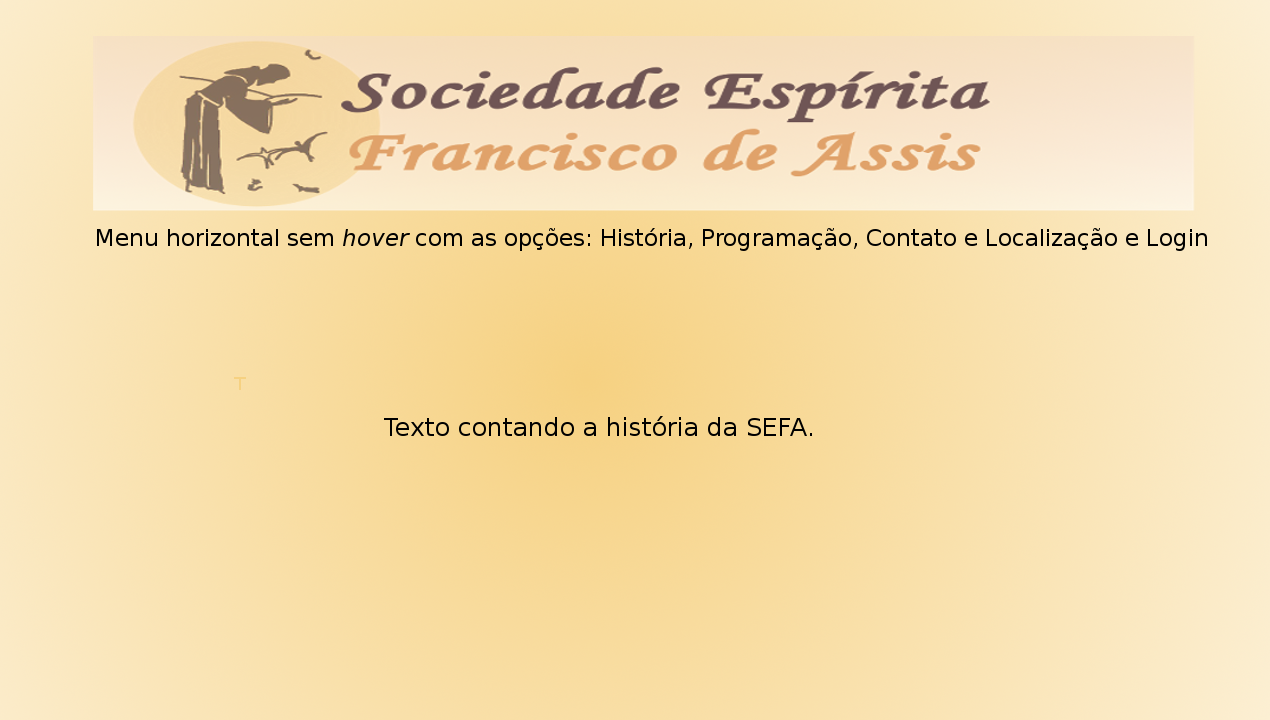 Sociedade Espírita
Francisco de Assis
Menu horizontal sem hover com as opções: História, Programação, Contato e Localização e Login
T
Texto contando a história da SEFA.